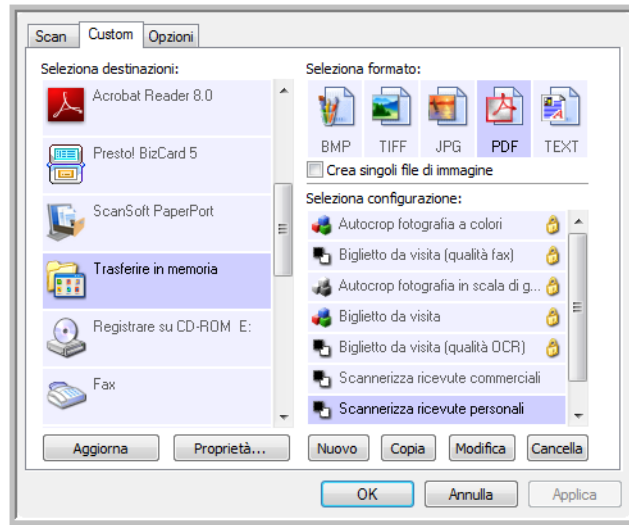 Scan Custom Opzioni
Seleziona destinazioni:
Acrobat Reader 8.0
Presto! BizCard 5
ScanSoft PaperPort
Trasferire in memoria
Registrare su CD-ROM E:
Fax
Aggiorna Proprietà...
Seleziona formato:
BMP TIFF JPG PDF TEXT
Crea singoli file di immagine
Seleziona configurazione:
Autocrop fotografia a colori
Biglietto da visita (qualità fax)
Autocrop fotografia in scala di g...
Biglietto da visita
Biglietto da visita (qualità OCR)
Scannerizza ricevute commerciali
Scannerizza ricevute personali
Nuovo Copia Modifica Cancella
OK Annulla Applica